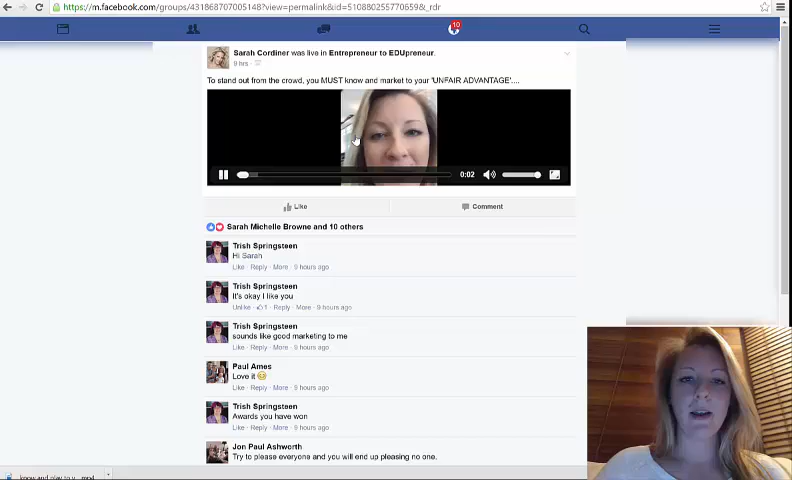 https://m.facebook.com/groups/431868707005148?view=permalink&id=510880255770659&_rdr
10
Sarah Cordiner was live in Entrepreneur to EDUpreneur.
9 hrs ·
To stand out from the crowd, you MUST know and market to your 'UNFAIR ADVANTAGE'....
0:02
Like Comment
Sarah Michelle Browne and 10 others
Trish Springsteen
Hi Sarah
Like · Reply · More · 9 hours ago
Trish Springsteen
It's okay I like you
Unlike · 1 · Reply · More · 9 hours ago
Trish Springsteen
sounds like good marketing to me
Like · Reply · More · 9 hours ago
Paul Ames
Love it
Like · Reply · More · 9 hours ago
Trish Springsteen
Awards you have won
Like · Reply · More · 9 hours ago
Jon Paul Ashworth
Try to please everyone and you will end up pleasing no one.
know and play to y....mp4